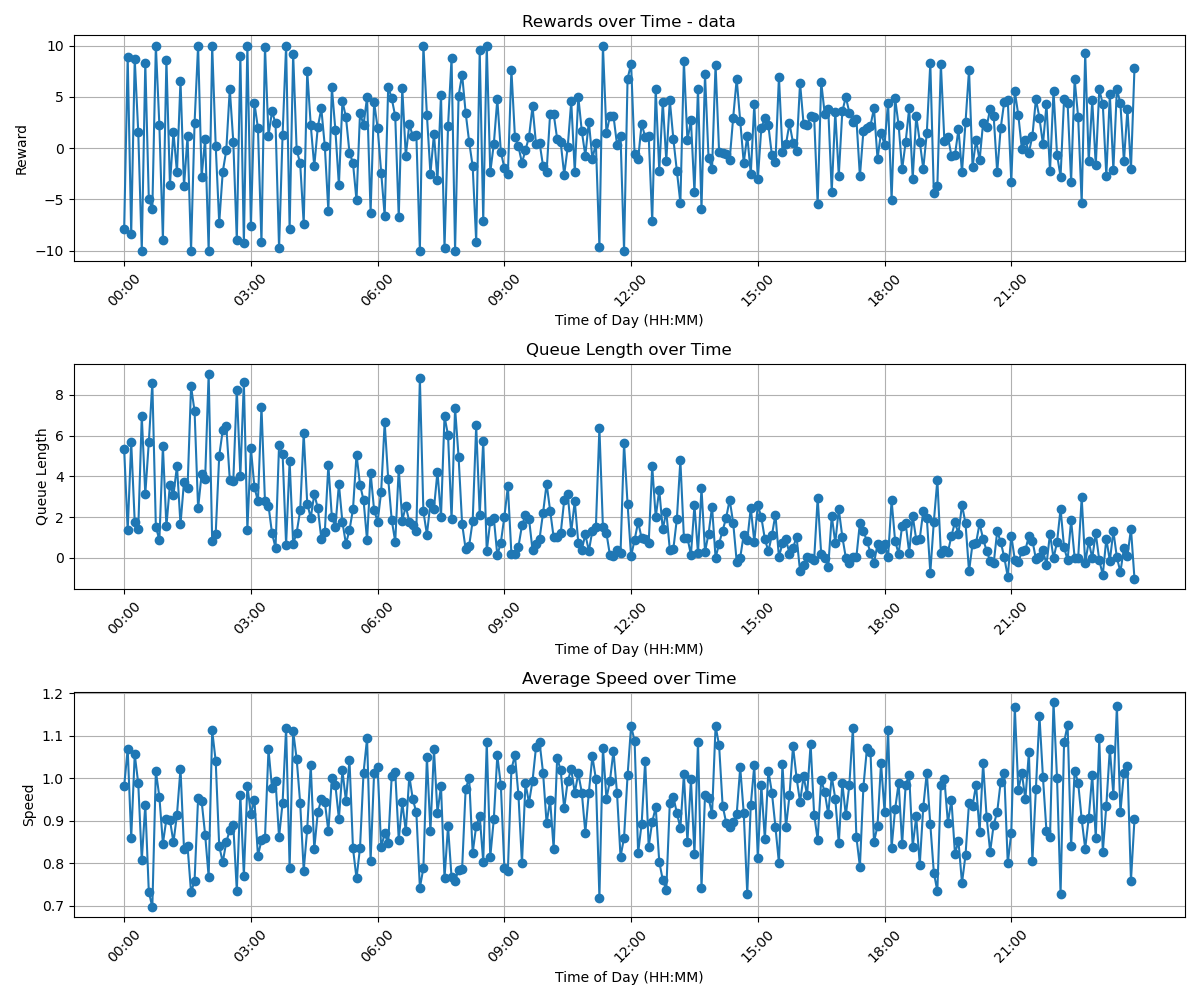 Rewards over Time - data
Reward
10
5
0
−5
−10
00:00 03:00 06:00 09:00 12:00 15:00 18:00 21:00
Time of Day (HH:MM)
Queue Length over Time
Queue Length
8
6
4
2
0
00:00 03:00 06:00 09:00 12:00 15:00 18:00 21:00
Time of Day (HH:MM)
Average Speed over Time
Speed
1.2
1.1
1.0
0.9
0.8
0.7
00:00 03:00 06:00 09:00 12:00 15:00 18:00 21:00
Time of Day (HH:MM)